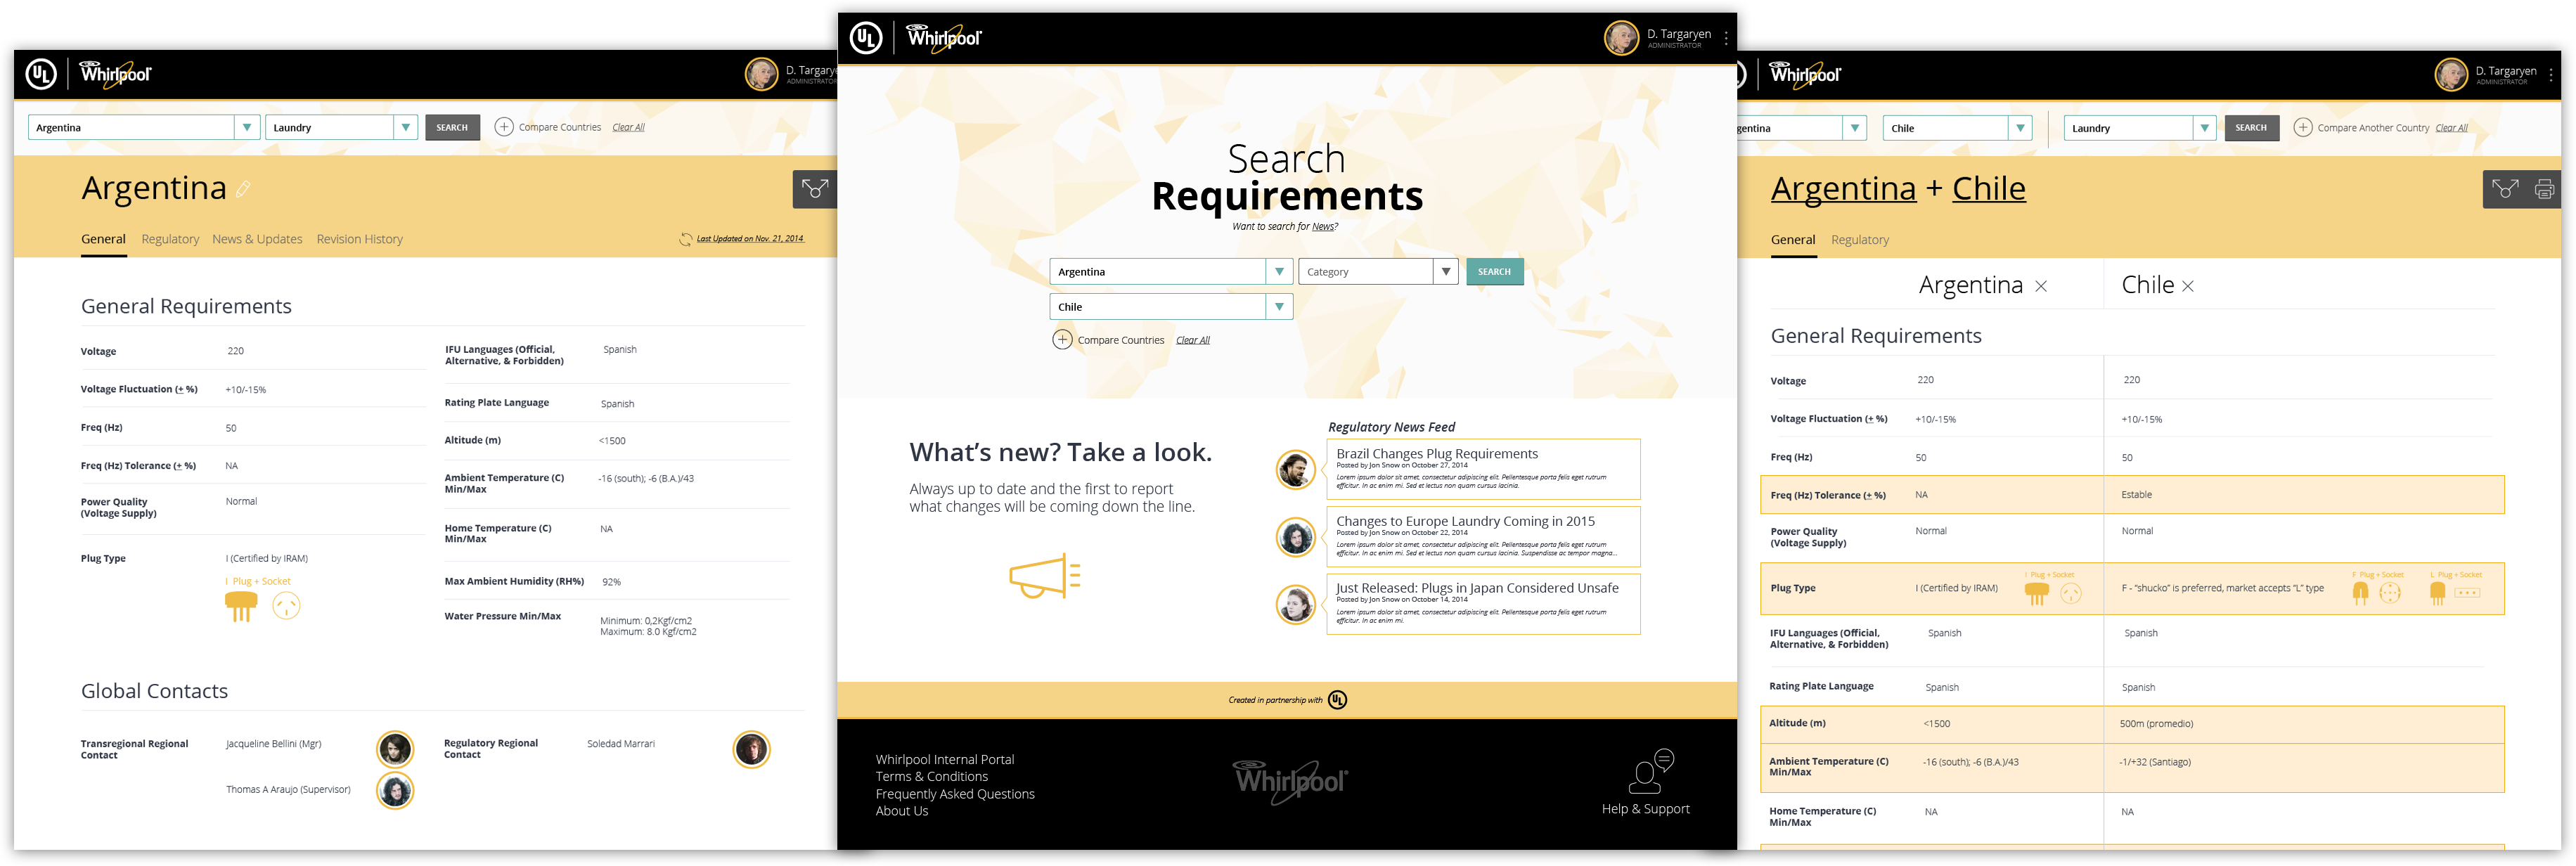 UL
Whirlpool
D. Targarye
ADMINISTRATOR
Argentina
Laundry
SEARCH
Compare Countries
Clear All
Argentina
General
Regulatory
News & Updates
Revision History
Last Updated on Nov. 21, 2014
General Requirements
Voltage
220
Voltage Fluctuation (± %)
+10/-15%
Freq (Hz)
50
Freq (Hz) Tolerance (± %)
NA
Power Quality
(Voltage Supply)
Normal
Plug Type
I (Certified by IRAM)
I Plug + Socket
IFU Languages (Official,
Alternative, & Forbidden)
Spanish
Rating Plate Language
Spanish
Altitude (m)
<1500
Ambient Temperature (C)
Min/Max
-16 (south); -6 (B.A.)/43
Home Temperature (C)
Min/Max
NA
Max Ambient Humidity (RH%)
92%
Water Pressure Min/Max
Minimum: 0,2Kgf/cm2
Maximum: 8.0 Kgf/cm2
Global Contacts
Transregional Regional
Contact
Jacqueline Bellini (Mgr)
Thomas A Araujo (Supervisor)
Regulatory Regional
Contact
Soledad Marrari
UL
Whirlpool
D. Targaryen
ADMINISTRATOR
Search
Requirements
Want to search for News?
Argentina
Category
SEARCH
Chile
Compare Countries
Clear All
What's new? Take a look.
Always up to date and the first to report
what changes will be coming down the line.
Regulatory News Feed
Brazil Changes Plug Requirements
Posted by Jon Snow on October 27, 2014
Lorem ipsum dolor sit amet, consectetur adipiscing elit. Pellentesque porta felis eget rutrum
efficitur. In ac enim mi. Sed et lectus non quam cursus lacinia.
Changes to Europe Laundry Coming in 2015
Posted by Jon Snow on October 22, 2014
Lorem ipsum dolor sit amet, consectetur adipiscing elit. Pellentesque porta felis eget rutrum
efficitur. In ac enim mi. Sed et lectus non quam cursus lacinia. Suspendisse ac tempor magna...
Just Released: Plugs in Japan Considered Unsafe
Posted by Jon Snow on October 14, 2014
Lorem ipsum dolor sit amet, consectetur adipiscing elit. Pellentesque porta felis eget rutrum
efficitur. In ac enim mi.
Created in partnership with UL
Whirlpool Internal Portal
Terms & Conditions
Frequently Asked Questions
About Us
Whirlpool
Help & Support
Whirlpool
D. Targaryen
ADMINISTRATOR
gentina
Chile
Laundry
SEARCH
Compare Another Country
Clear All
Argentina + Chile
General
Regulatory
Argentina
Chile
General Requirements
Voltage
220
220
Voltage Fluctuation (± %)
+10/-15%
+10/-15%
Freq (Hz)
50
50
Freq (Hz) Tolerance (± %)
NA
Estable
Power Quality
(Voltage Supply)
Normal
Normal
Plug Type
I (Certified by IRAM)
I Plug + Socket
F - "shucko" is preferred, market accepts "L" type
F Plug + Socket
L Plug + Socket
IFU Languages (Official,
Alternative, & Forbidden)
Spanish
Spanish
Rating Plate Language
Spanish
Spanish
Altitude (m)
<1500
500m (promedio)
Ambient Temperature (C)
Min/Max
-16 (south); -6 (B.A.)/43
-1/+32 (Santiago)
Home Temperature (C)
Min/Max
NA
NA